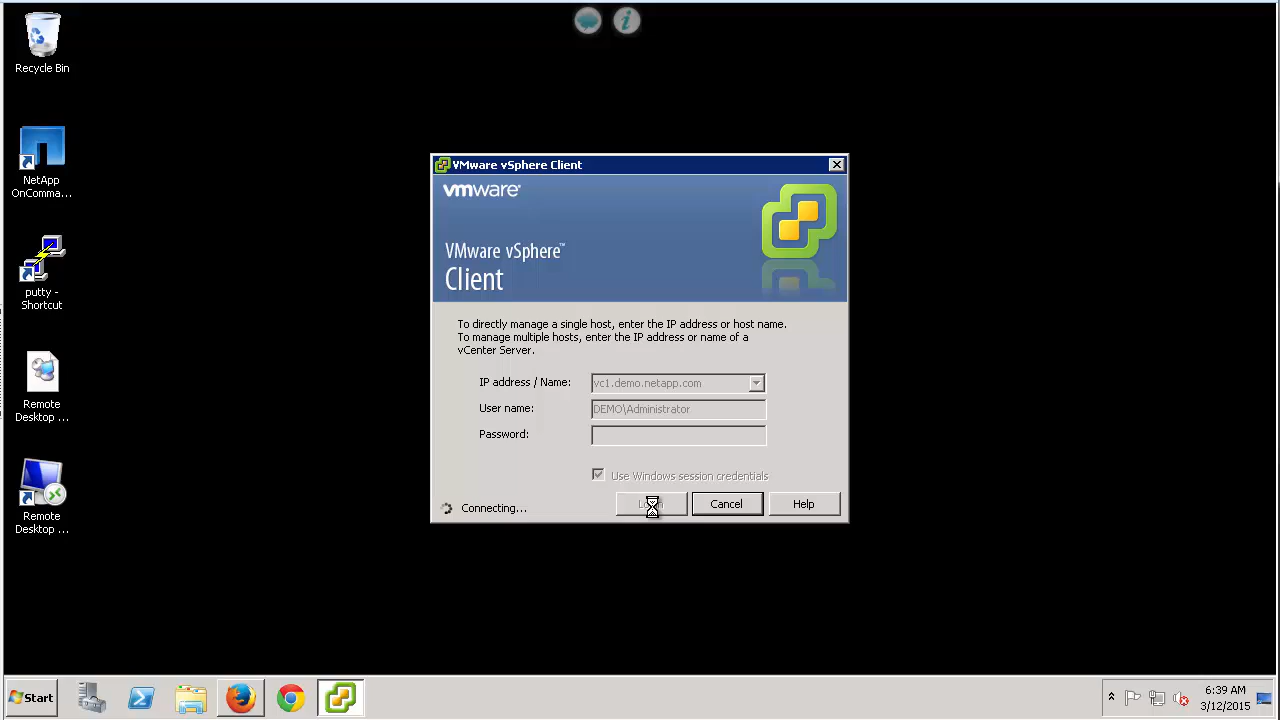 Recycle Bin
NetApp
OnComma...
putty -
Shortcut
Remote
Desktop ...
Remote
Desktop ...
VMware vSphere Client
vmware
VMware vSphere™
Client
To directly manage a single host, enter the IP address or host name.
To manage multiple hosts, enter the IP address or name of a
vCenter Server.
IP address / Name: vc1.demo.netapp.com
User name: DEMO\Administrator
Password:
Use Windows session credentials
Connecting... Cancel Help
Start
6:39 AM
3/12/2015